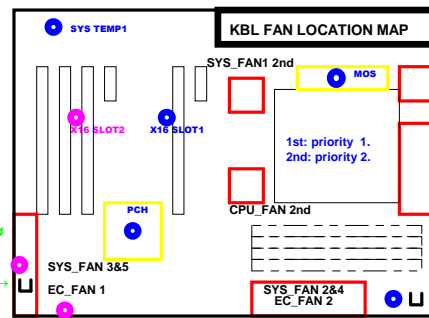 KBL FAN LOCATION MAP
SYS TEMP1
SYS_FAN1 2nd
MOS
X16 SLOT2
X16 SLOT1
1st: priority 1.
2nd: priority 2.
PCH
CPU_FAN 2nd
SYS_FAN 3&5
EC_FAN 1
SYS_FAN 2&4
EC_FAN 2